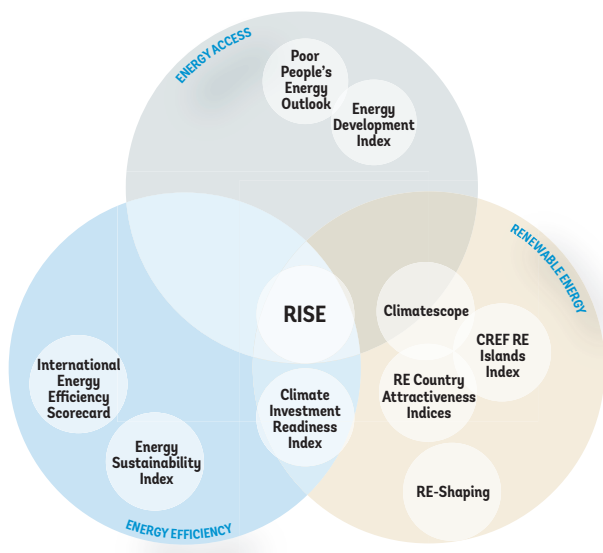 ENERGY ACCESS
Poor
People's
Energy
Outlook
Energy
Development
Index
RENEWABLE ENERGY
RISE
Climatescope
CREF RE
Islands
Index
International
Energy
Efficiency
Scorecard
Climate
Investment
Readiness
Index
RE Country
Attractiveness
Indices
Energy
Sustainability
Index
RE-Shaping
ENERGY EFFICIENCY